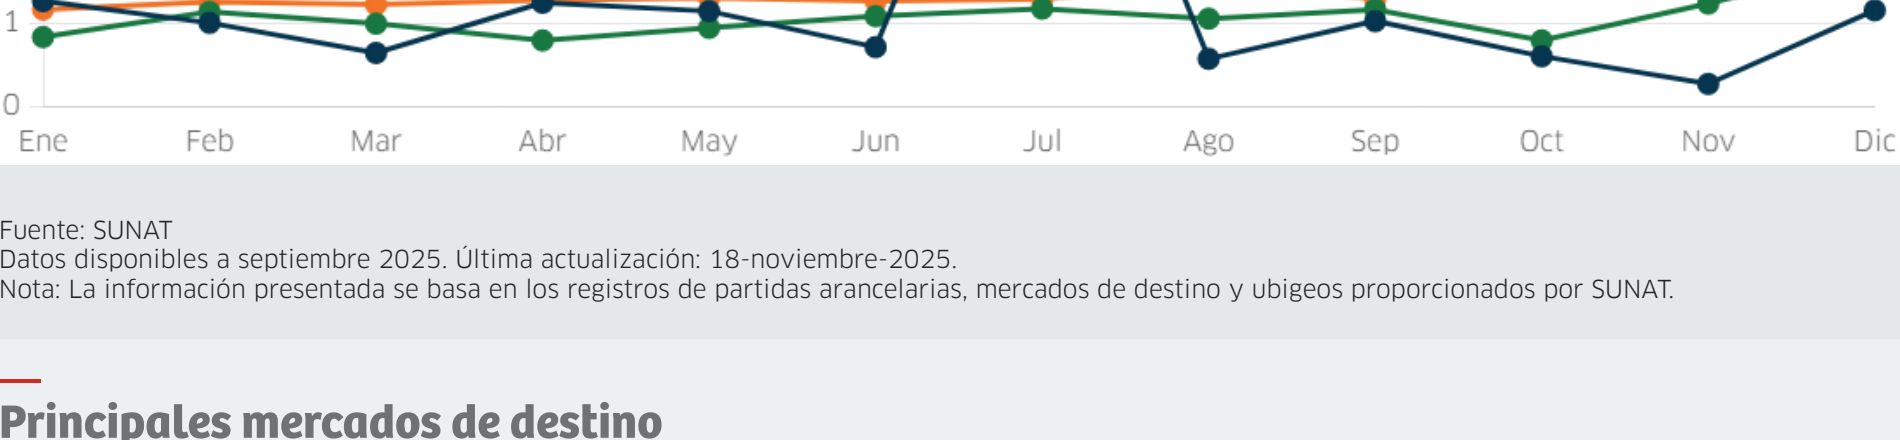 1
0
Ene Feb Mar Abr May Jun Jul Ago Sep Oct Nov Dic
Fuente: SUNAT
Datos disponibles a septiembre 2025. Última actualización: 18-noviembre-2025.
Nota: La información presentada se basa en los registros de partidas arancelarias, mercados de destino y ubigeos proporcionados por SUNAT.
Principales mercados de destino